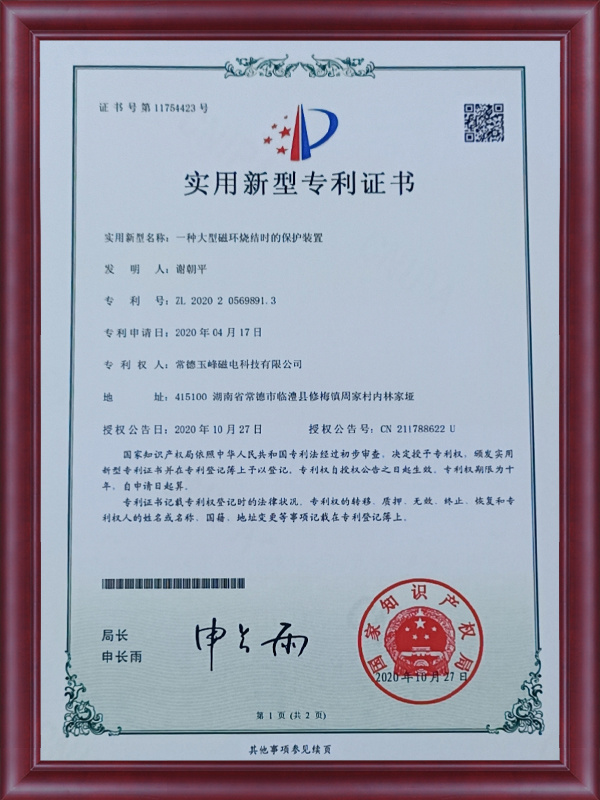 证书号第11754423号
实用新型专利证书
实用新型名称：一种大型磁环烧结时的保护装置
发明人：谢朝平
专利号：ZL 2020 2 0569891.3
专利申请日：2020年04月17日
专利权人：常德玉峰磁电科技有限公司
地址：415100 湖南省常德市临澧县修梅镇周家村内林家垭
授权公告日：2020年10月27日 授权公告号：CN 211788622 U
国家知识产权局依照中华人民共和国专利法经过初步审查，决定授予专利权，颁发实用
新型专利证书并在专利登记簿上予以登记。专利权自授权公告之日起生效。专利权期限为十
年，自申请日起算。
专利证书记载专利权登记时的法律状况。专利权的转移、质押、无效、终止、恢复和专
利权人的姓名或名称、国籍、地址变更等事项记载在专利登记簿上。
局长
申长雨
申长雨
国家知识产权局
2020年10月27日
第 1 页 (共 2 页)
其他事项参见续页